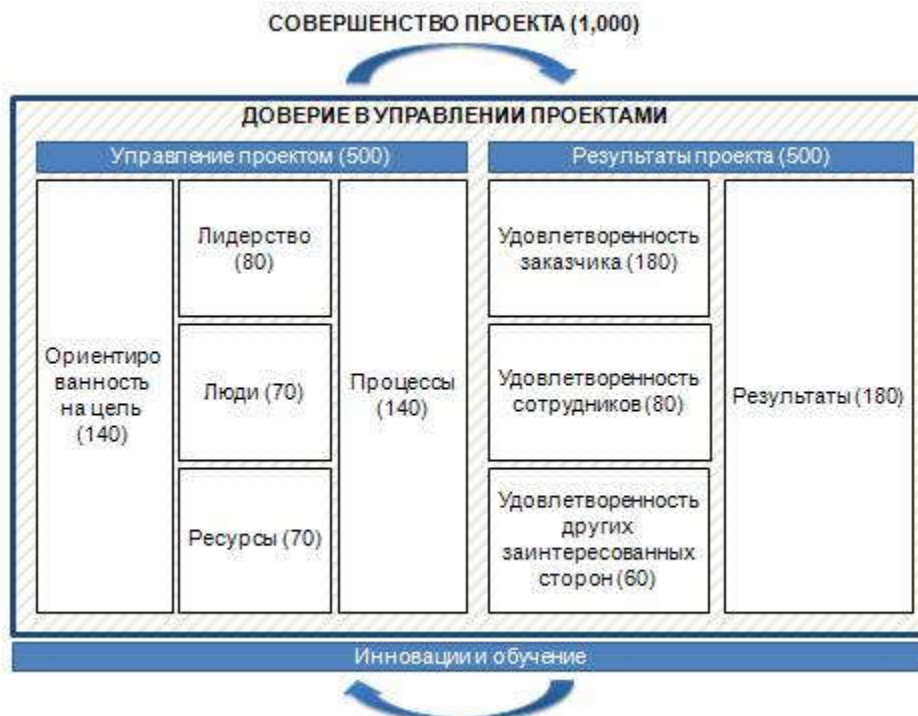 СОВЕРШЕНСТВО ПРОЕКТА (1,000)
ДОВЕРИЕ В УПРАВЛЕНИИ ПРОЕКТАМИ
Управление проектом (500)
Ориентиро
ванность
на цель
(140)
Лидерство
(80)
Люди (70)
Ресурсы (70)
Процессы
(140)
Результаты проекта (500)
Удовлетворенность
заказчика (180)
Удовлетворенность
сотрудников (80)
Удовлетворенность
других
заинтересованных
сторон (60)
Результаты (180)
Инновации и обучение